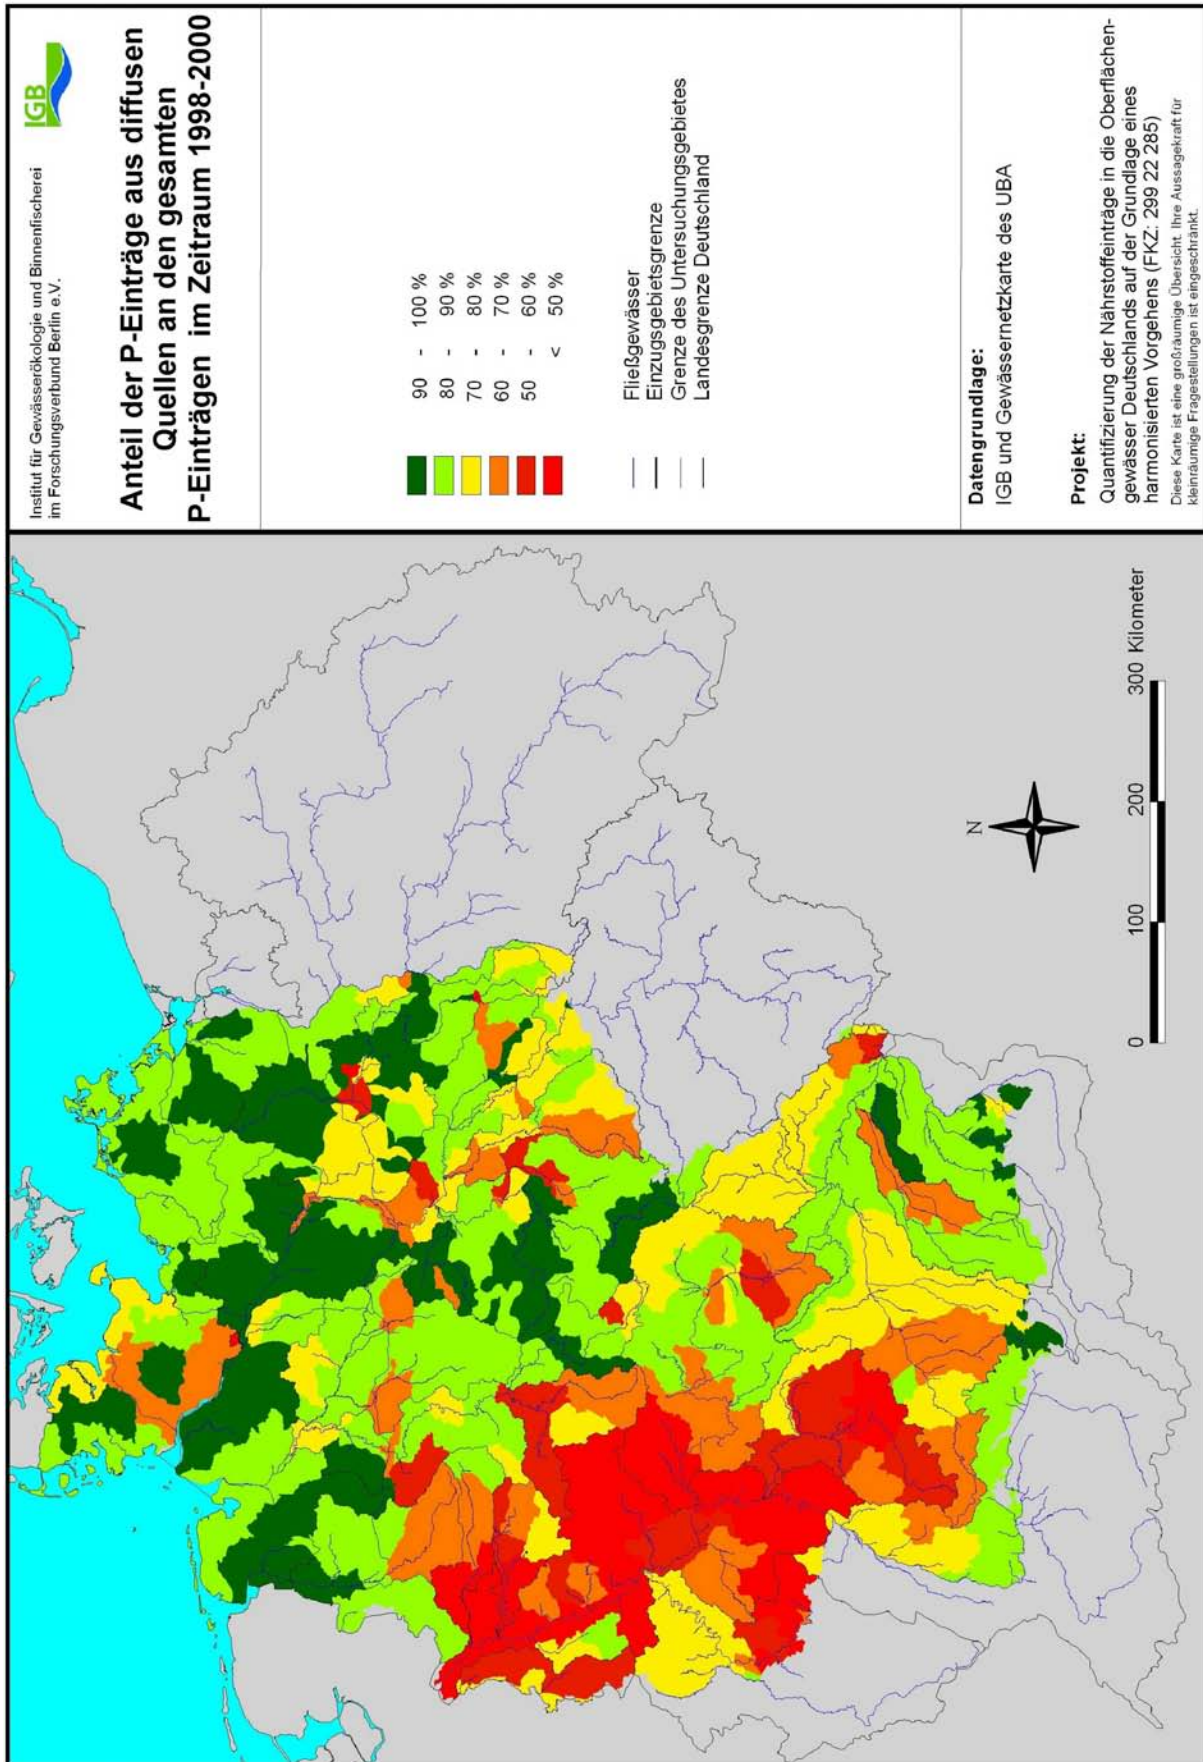 Institut für Gewässerökologie und Binnenfischerei
im Forschungsverbund Berlin e.V.
IGB
Anteil der P-Einträge aus diffusen
Quellen an den gesamten
P-Einträgen im Zeitraum 1998-2000
90 - 100 %
80 - 90 %
70 - 80 %
60 - 70 %
50 - 60 %
< 50 %
Fließgewässer
Einzugsgebietsgrenze
Grenze des Untersuchungsgebietes
Landesgrenze Deutschland
Datengrundlage:
IGB und Gewässernetzkarte des UBA
Projekt:
Quantifizierung der Nährstoffeinträge in die Oberflächen-
gewässer Deutschlands auf der Grundlage eines
harmonisierten Vorgehens (FKZ: 299 22 285)
Diese Karte ist eine großräumige Übersicht. Ihre Aussagekraft für
kleinräumige Fragestellungen ist eingeschränkt.
N
0 100 200 300 Kilometer